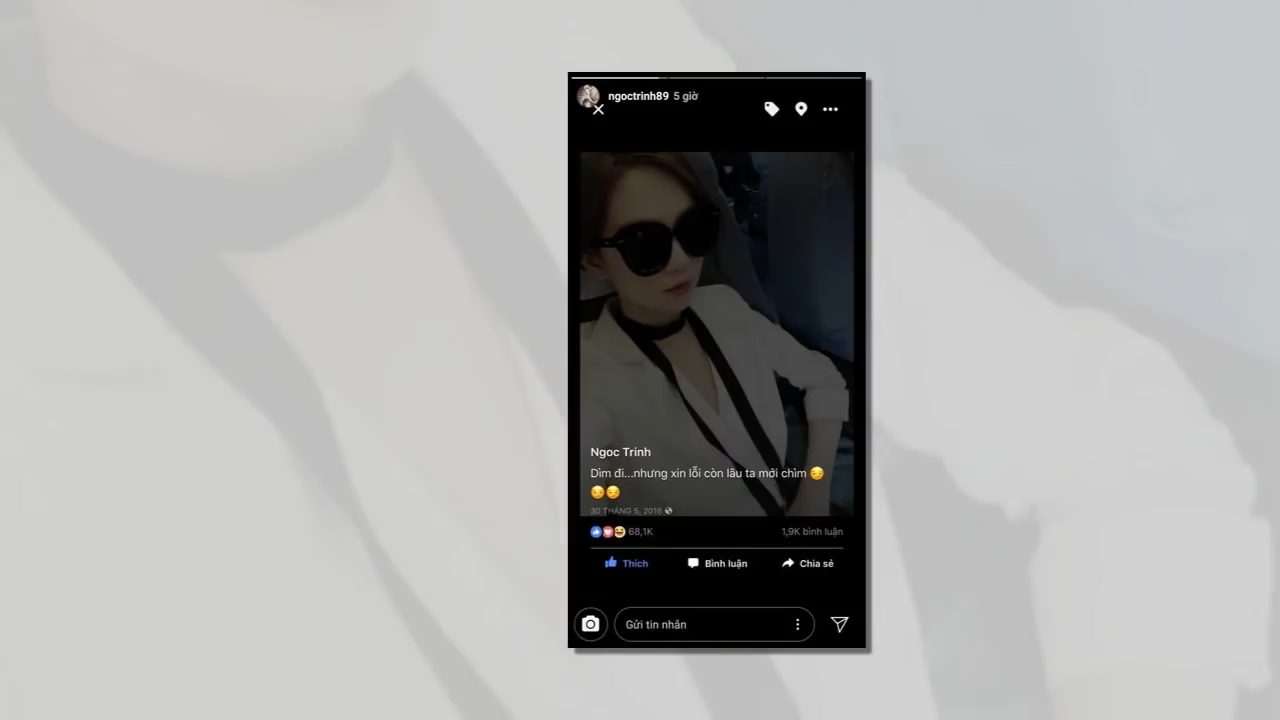 ngoctrinh89 5 giờ
Ngoc Trinh
Dìm đi...nhưng xin lỗi còn lâu ta mới chìm 😏
😏😏
30 THÁNG 5, 2016
68,1K 1,9K bình luận
Thích Bình luận Chia sẻ
Gửi tin nhắn